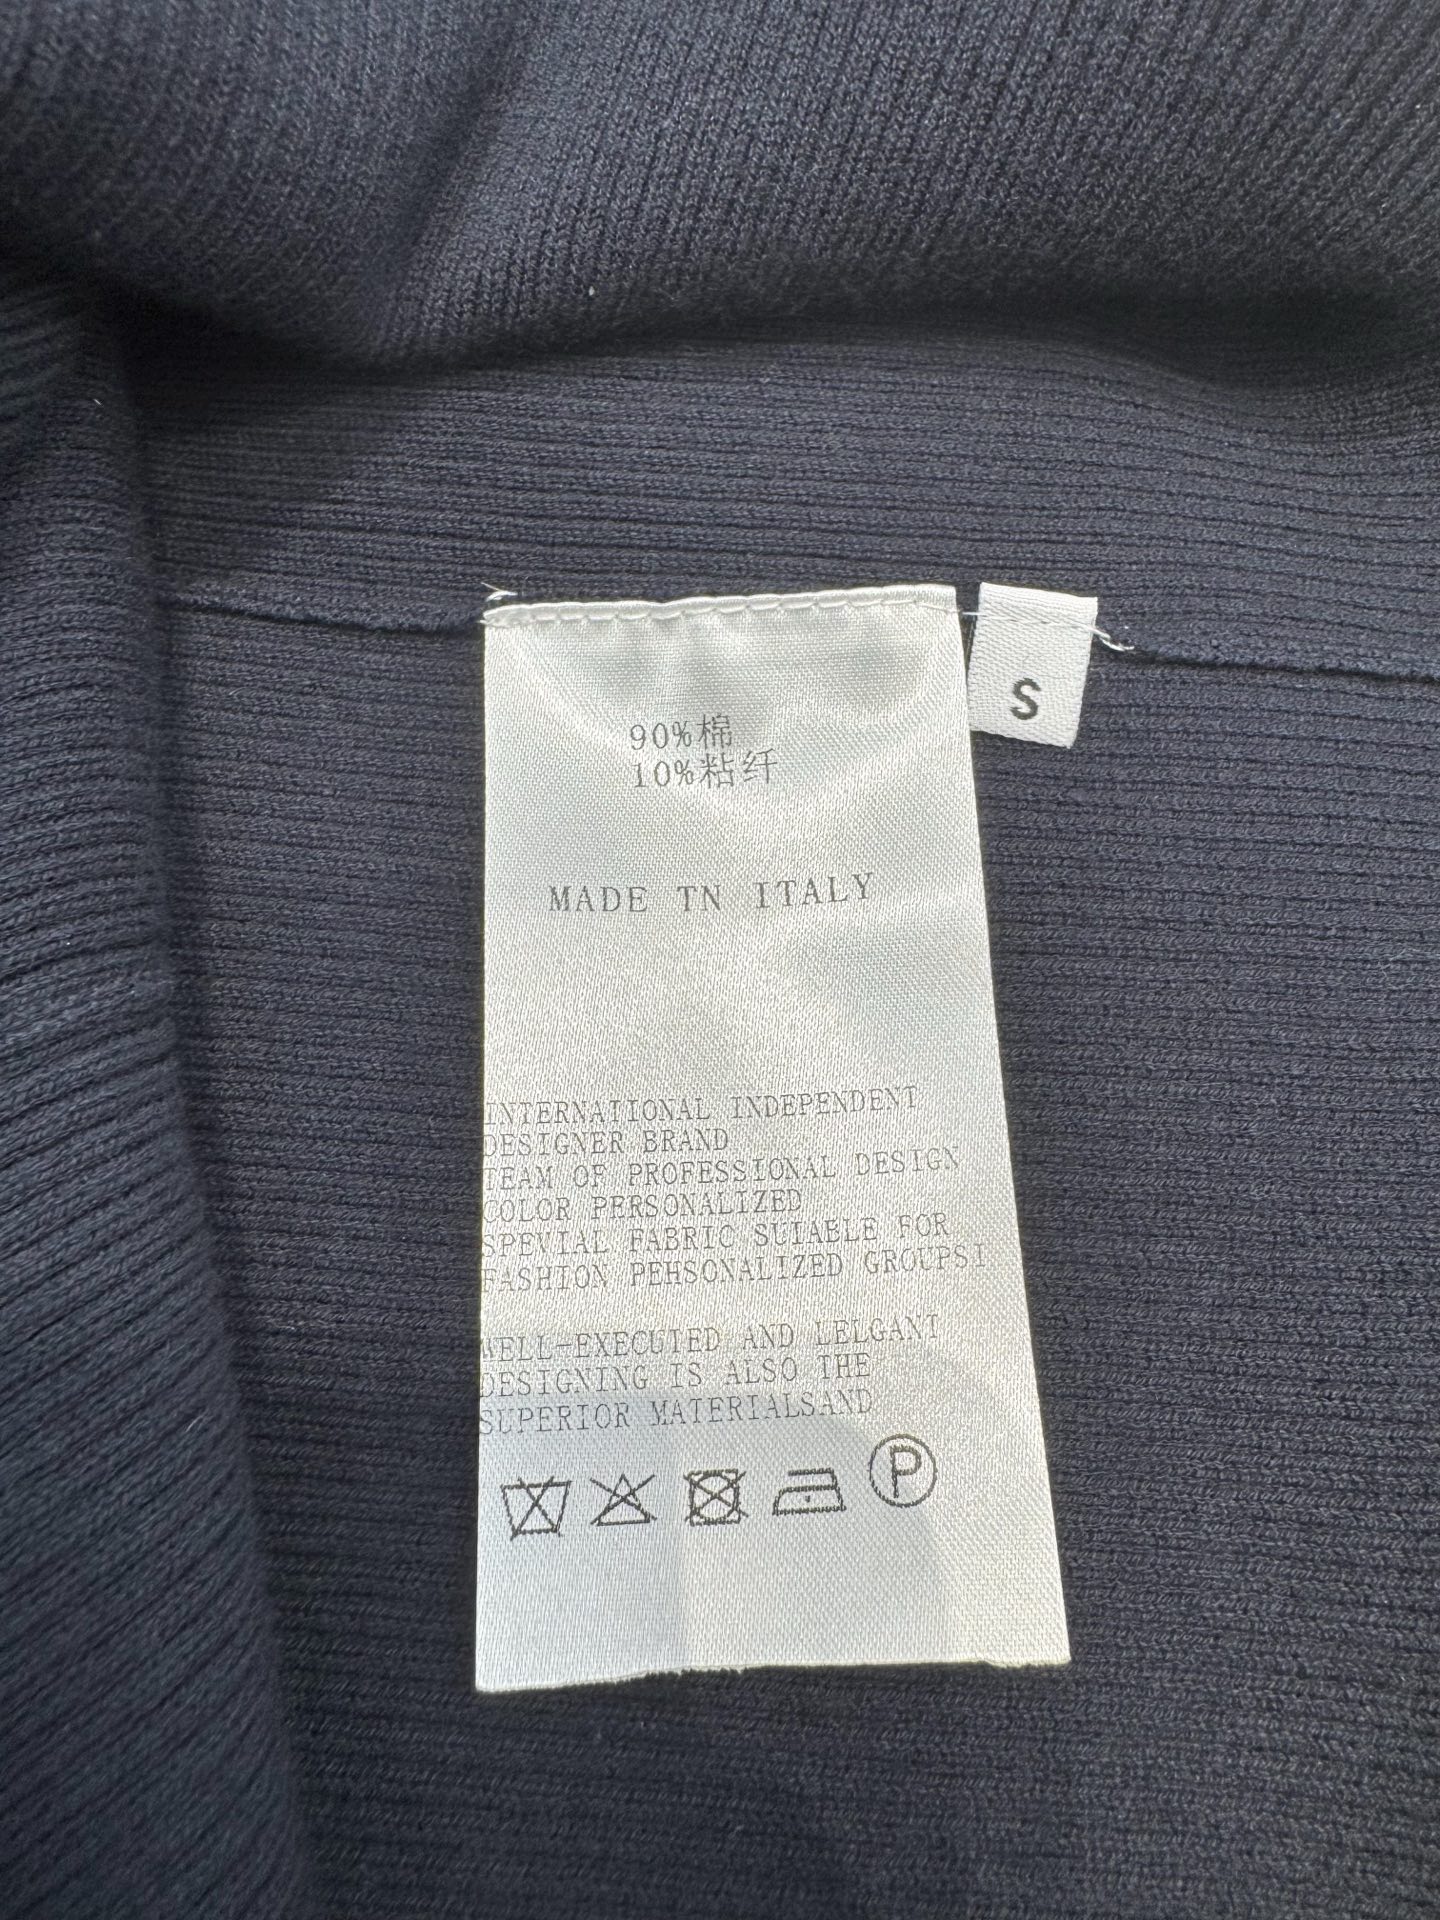 S
90%棉
10%粘纤
MADE TN ITALY
INTERNATIONAL INDEPENDENT
DESIGNER BRAND
TEAM OF PROFESSIONAL DESIGN
COLOR PERSONALIZED
SPEVIAL FABRIC SUIABLE FOR
FASHION PEHSONALIZED GROUPSI
WELL-EXECUTED AND LELGANT
DESIGNING IS ALSO THE
SUPERIOR MATERIALSAND
P